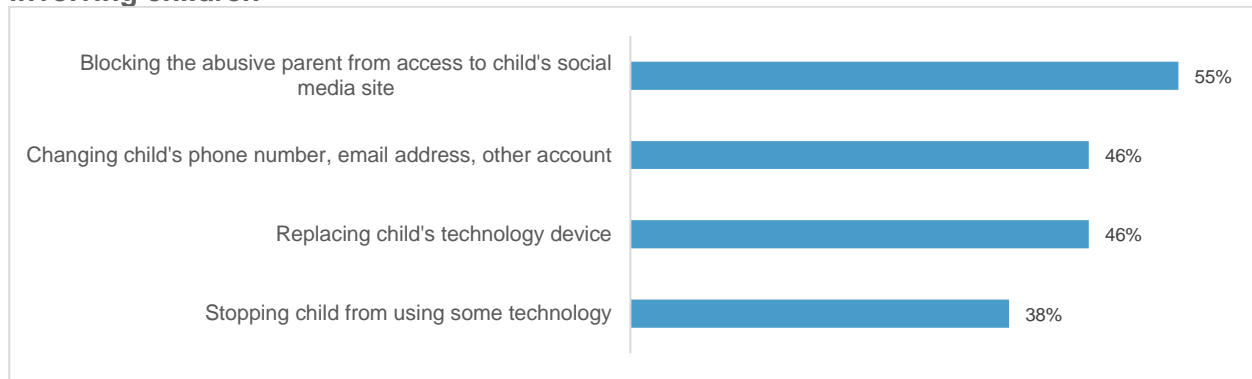 Blocking the abusive parent from access to child's social
media site
55%
Changing child's phone number, email address, other account
46%
Replacing child's technology device
46%
Stopping child from using some technology
38%